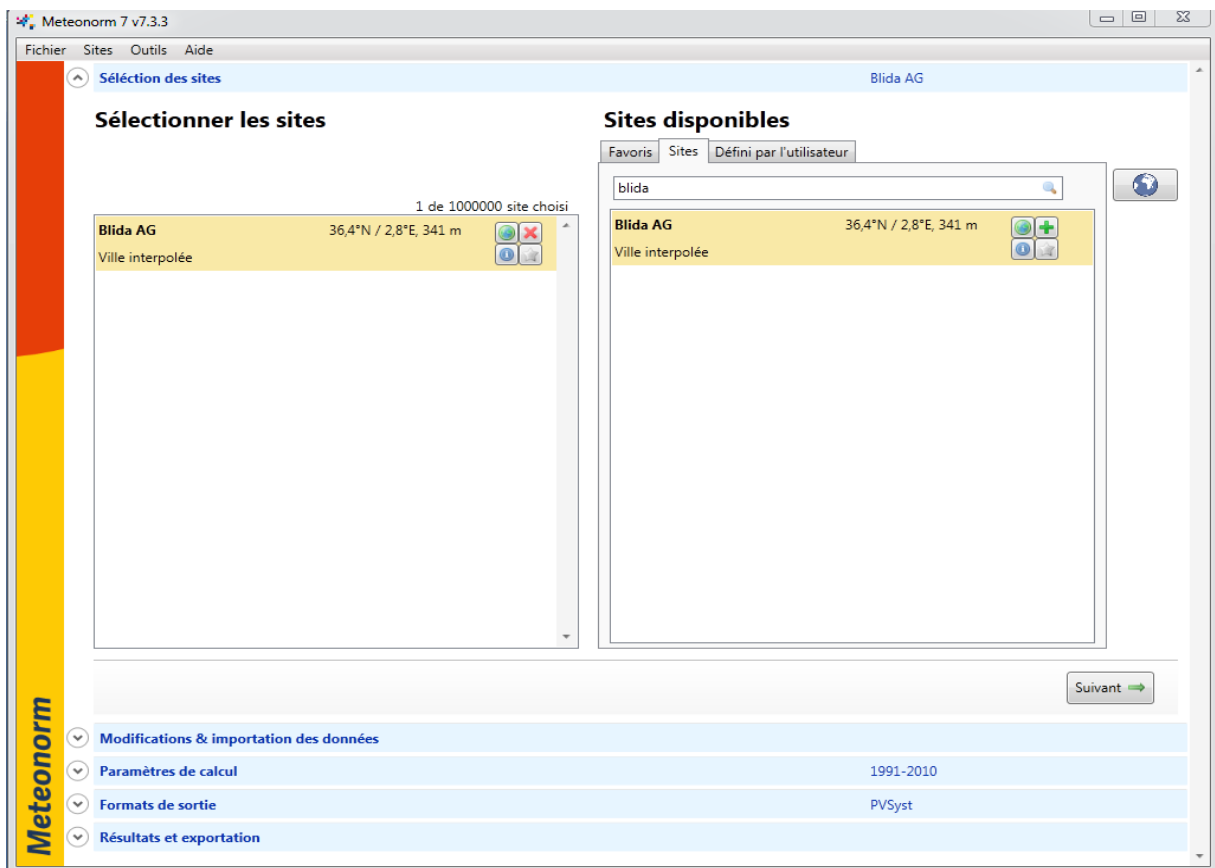 Meteonorm 7 v7.3.3
Fichier Sites Outils Aide
Séléction des sites Blida AG
Sélectionner les sites
Sites disponibles
Favoris Sites Défini par l'utilisateur
blida
1 de 1000000 site choisi
Blida AG 36,4°N / 2,8°E, 341 m
Ville interpolée
Blida AG 36,4°N / 2,8°E, 341 m
Ville interpolée
Suivant
Modifications & importation des données
Paramètres de calcul 1991-2010
Formats de sortie PVSyst
Résultats et exportation
Meteonorm